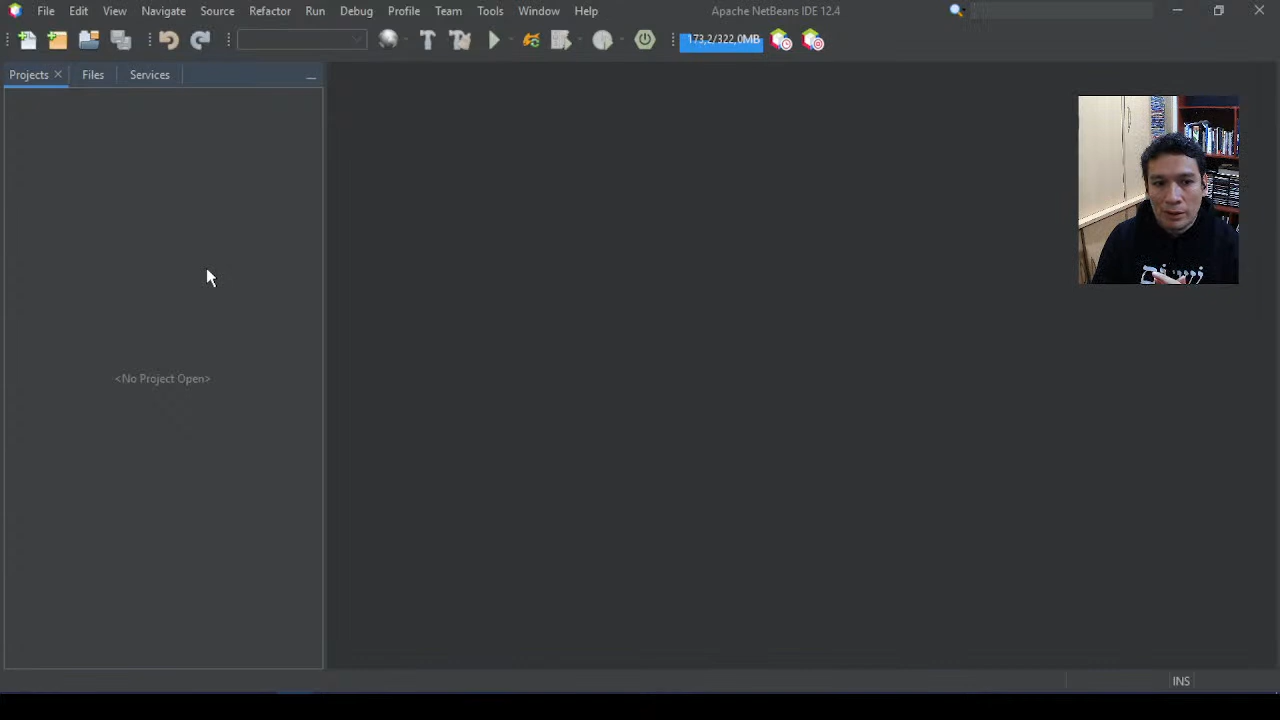 File Edit View Navigate Source Refactor Run Debug Profile Team Tools Window Help Apache NetBeans IDE 12.4
173,2/322,0MB
Projects Files Services
<No Project Open>
INS